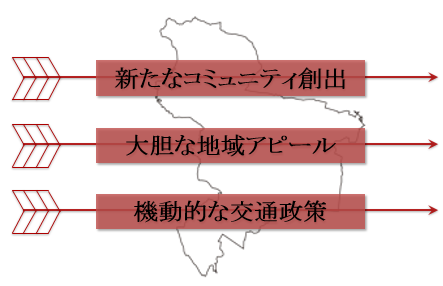 新たなコミュニティ創出
大胆な地域アピール
機動的な交通政策